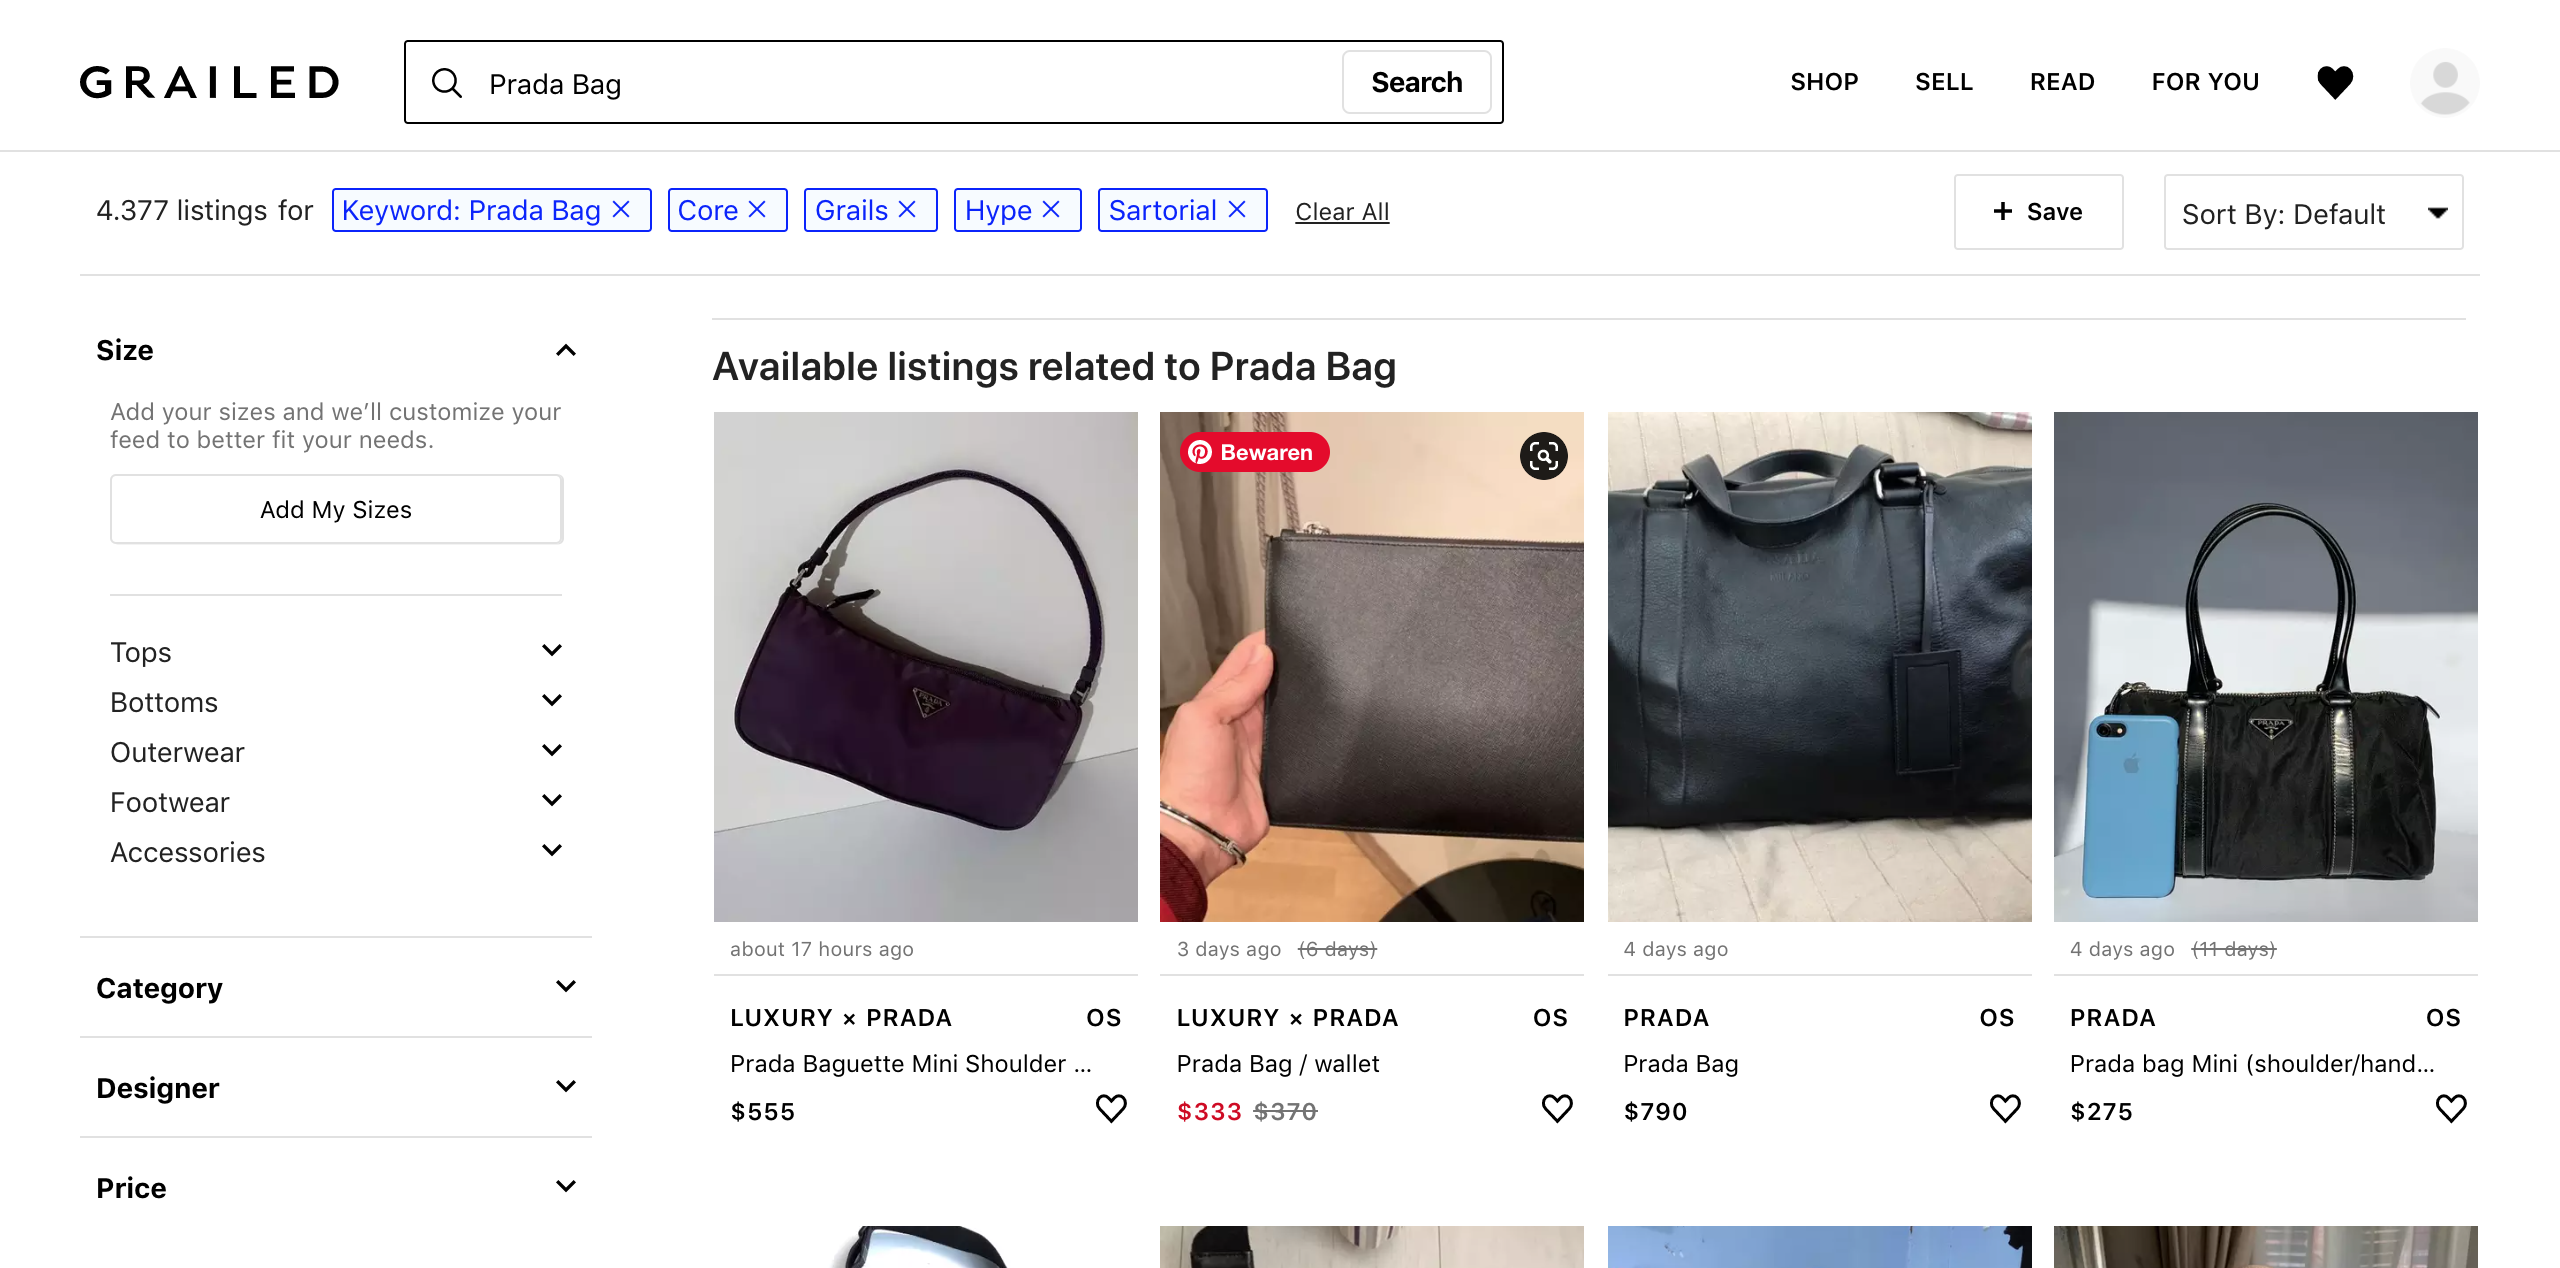 GRAILED
Prada Bag
Search
SHOP
SELL
READ
FOR YOU
4.377 listings for
Keyword: Prada Bag
Core
Grails
Hype
Sartorial
Clear All
+ Save
Sort By: Default
Size
Add your sizes and we’ll customize your
feed to better fit your needs.
Add My Sizes
Tops
Bottoms
Outerwear
Footwear
Accessories
Category
Designer
Price
Available listings related to Prada Bag
PRADA
about 17 hours ago
LUXURY × PRADA OS
Prada Baguette Mini Shoulder ...
$555
Bewaren
3 days ago (6 days)
LUXURY × PRADA OS
Prada Bag / wallet
$333 $370
4 days ago
PRADA OS
Prada Bag
$790
PRADA
4 days ago (11 days)
PRADA OS
Prada bag Mini (shoulder/hand...
$275